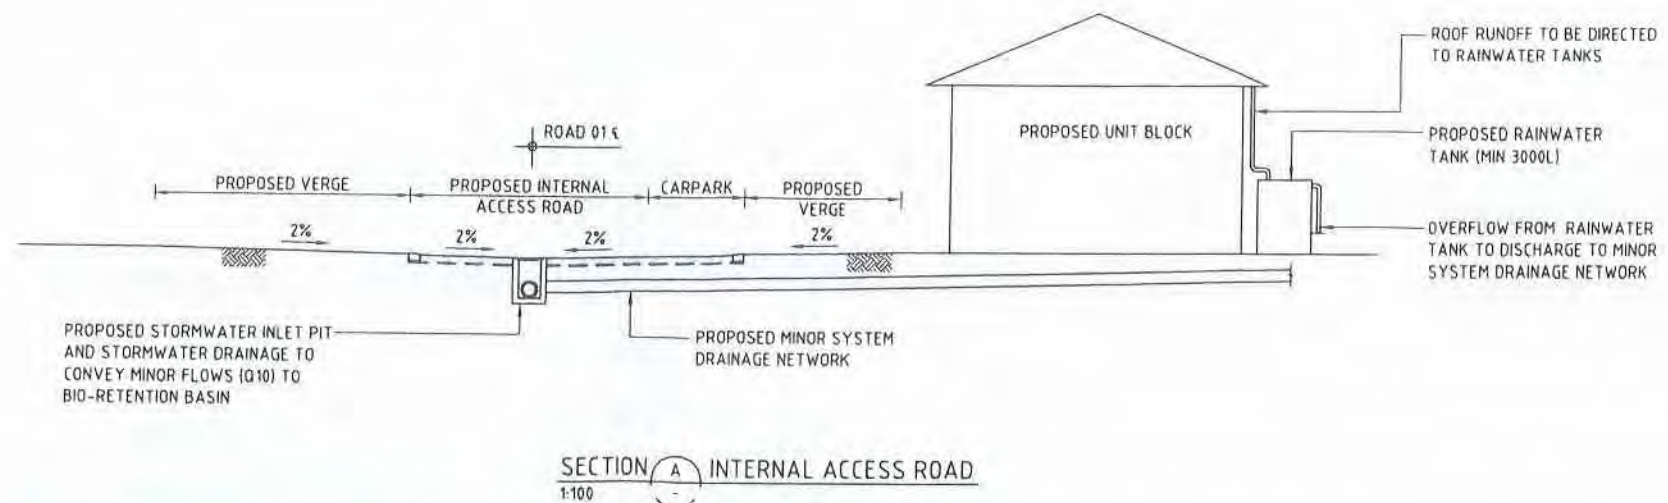 ROOF RUNOFF TO BE DIRECTED
TO RAINWATER TANKS
PROPOSED UNIT BLOCK
PROPOSED RAINWATER
TANK (MIN 3000L)
ROAD 01 ℄
PROPOSED VERGE
PROPOSED INTERNAL
ACCESS ROAD
CARPARK
PROPOSED
VERGE
2%
2%
2%
2%
OVERFLOW FROM RAINWATER
TANK TO DISCHARGE TO MINOR
SYSTEM DRAINAGE NETWORK
PROPOSED STORMWATER INLET PIT
AND STORMWATER DRAINAGE TO
CONVEY MINOR FLOWS (Q10) TO
BIO-RETENTION BASIN
PROPOSED MINOR SYSTEM
DRAINAGE NETWORK
SECTION A INTERNAL ACCESS ROAD
1:100 -